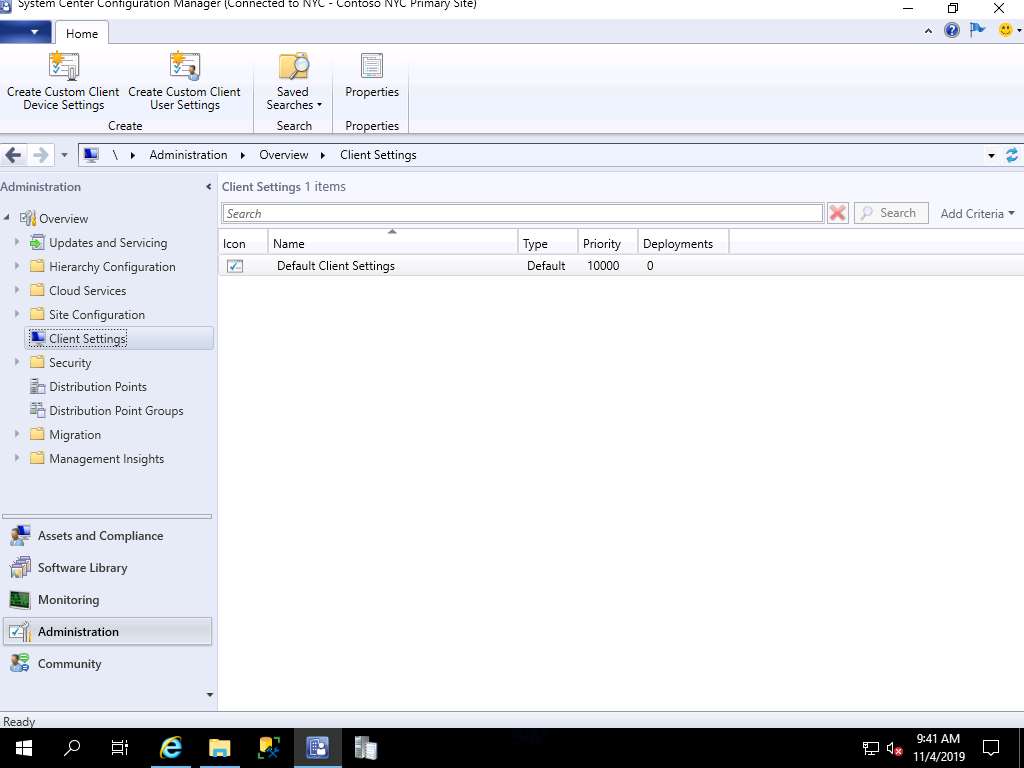 System Center Configuration Manager (Connected to NYC - Contoso NYC Primary Site)
Home
Create Custom Client Device Settings
Create Custom Client User Settings
Saved Searches
Properties
Create
Search
Properties
\ Administration Overview Client Settings
Administration
Overview
Updates and Servicing
Hierarchy Configuration
Cloud Services
Site Configuration
Client Settings
Security
Distribution Points
Distribution Point Groups
Migration
Management Insights
Assets and Compliance
Software Library
Monitoring
Administration
Community
Client Settings 1 items
Search
Search
Add Criteria
Icon Name Type Priority Deployments
Default Client Settings Default 10000 0
Ready
9:41 AM
11/4/2019